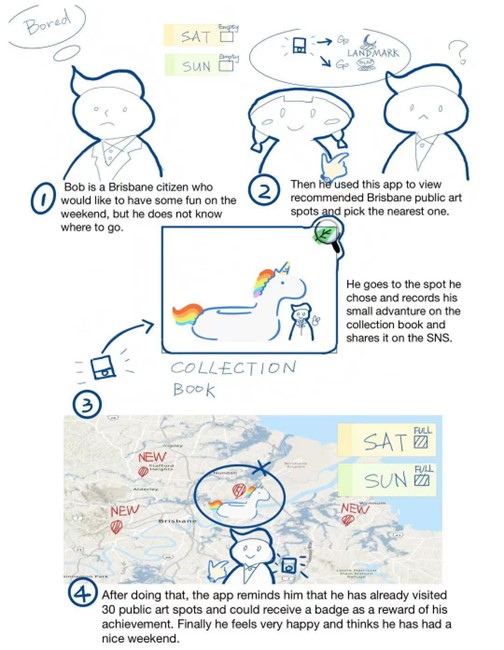 Bored
SAT Empty
SUN Empty
Go
LANDMARK
Go
?
1
Bob is a Brisbane citizen who
would like to have some fun on the
weekend, but he does not know
where to go.
2
Then he used this app to view
recommended Brisbane public art
spots and pick the nearest one.
He goes to the spot he
chose and records his
small advanture on the
collection book and
shares it on the SNS.
COLLECTION
BOOK
3
SAT FULL
SUN FULL
NEW
NEW
NEW
Brisbane
4
After doing that, the app reminds him that he has already visited
30 public art spots and could receive a badge as a reward of his
achievement. Finally he feels very happy and thinks he has had a
nice weekend.